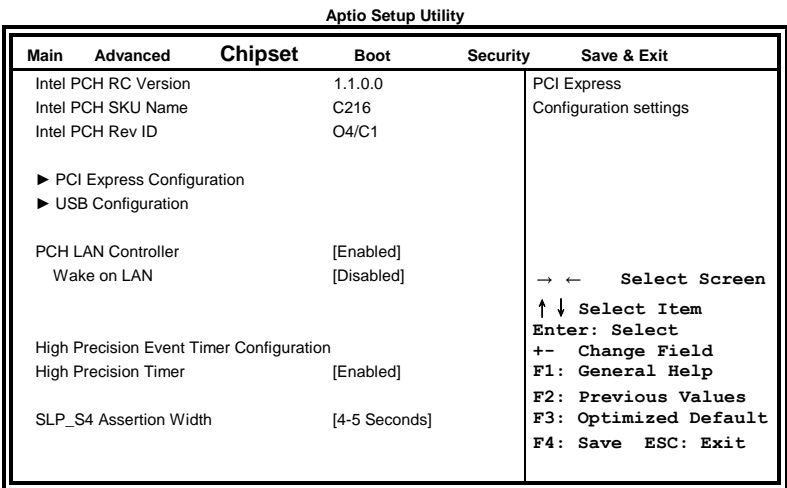 Aptio Setup Utility
Main Advanced Chipset Boot Security Save & Exit
Intel PCH RC Version 1.1.0.0
Intel PCH SKU Name C216
Intel PCH Rev ID O4/C1
► PCI Express Configuration
► USB Configuration
PCH LAN Controller [Enabled]
Wake on LAN [Disabled]
High Precision Event Timer Configuration
High Precision Timer [Enabled]
SLP_S4 Assertion Width [4-5 Seconds]
PCI Express
Configuration settings
→ ← Select Screen
↑↓ Select Item
Enter: Select
+- Change Field
F1: General Help
F2: Previous Values
F3: Optimized Default
F4: Save ESC: Exit